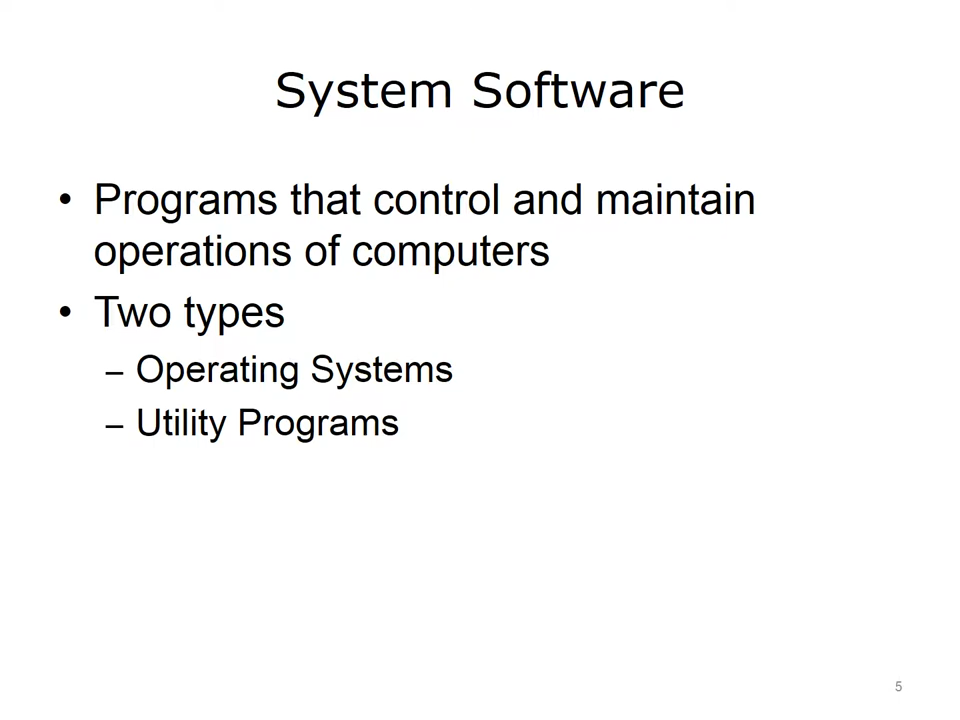 System Software
• Programs that control and maintain
operations of computers
• Two types
– Operating Systems
– Utility Programs
5